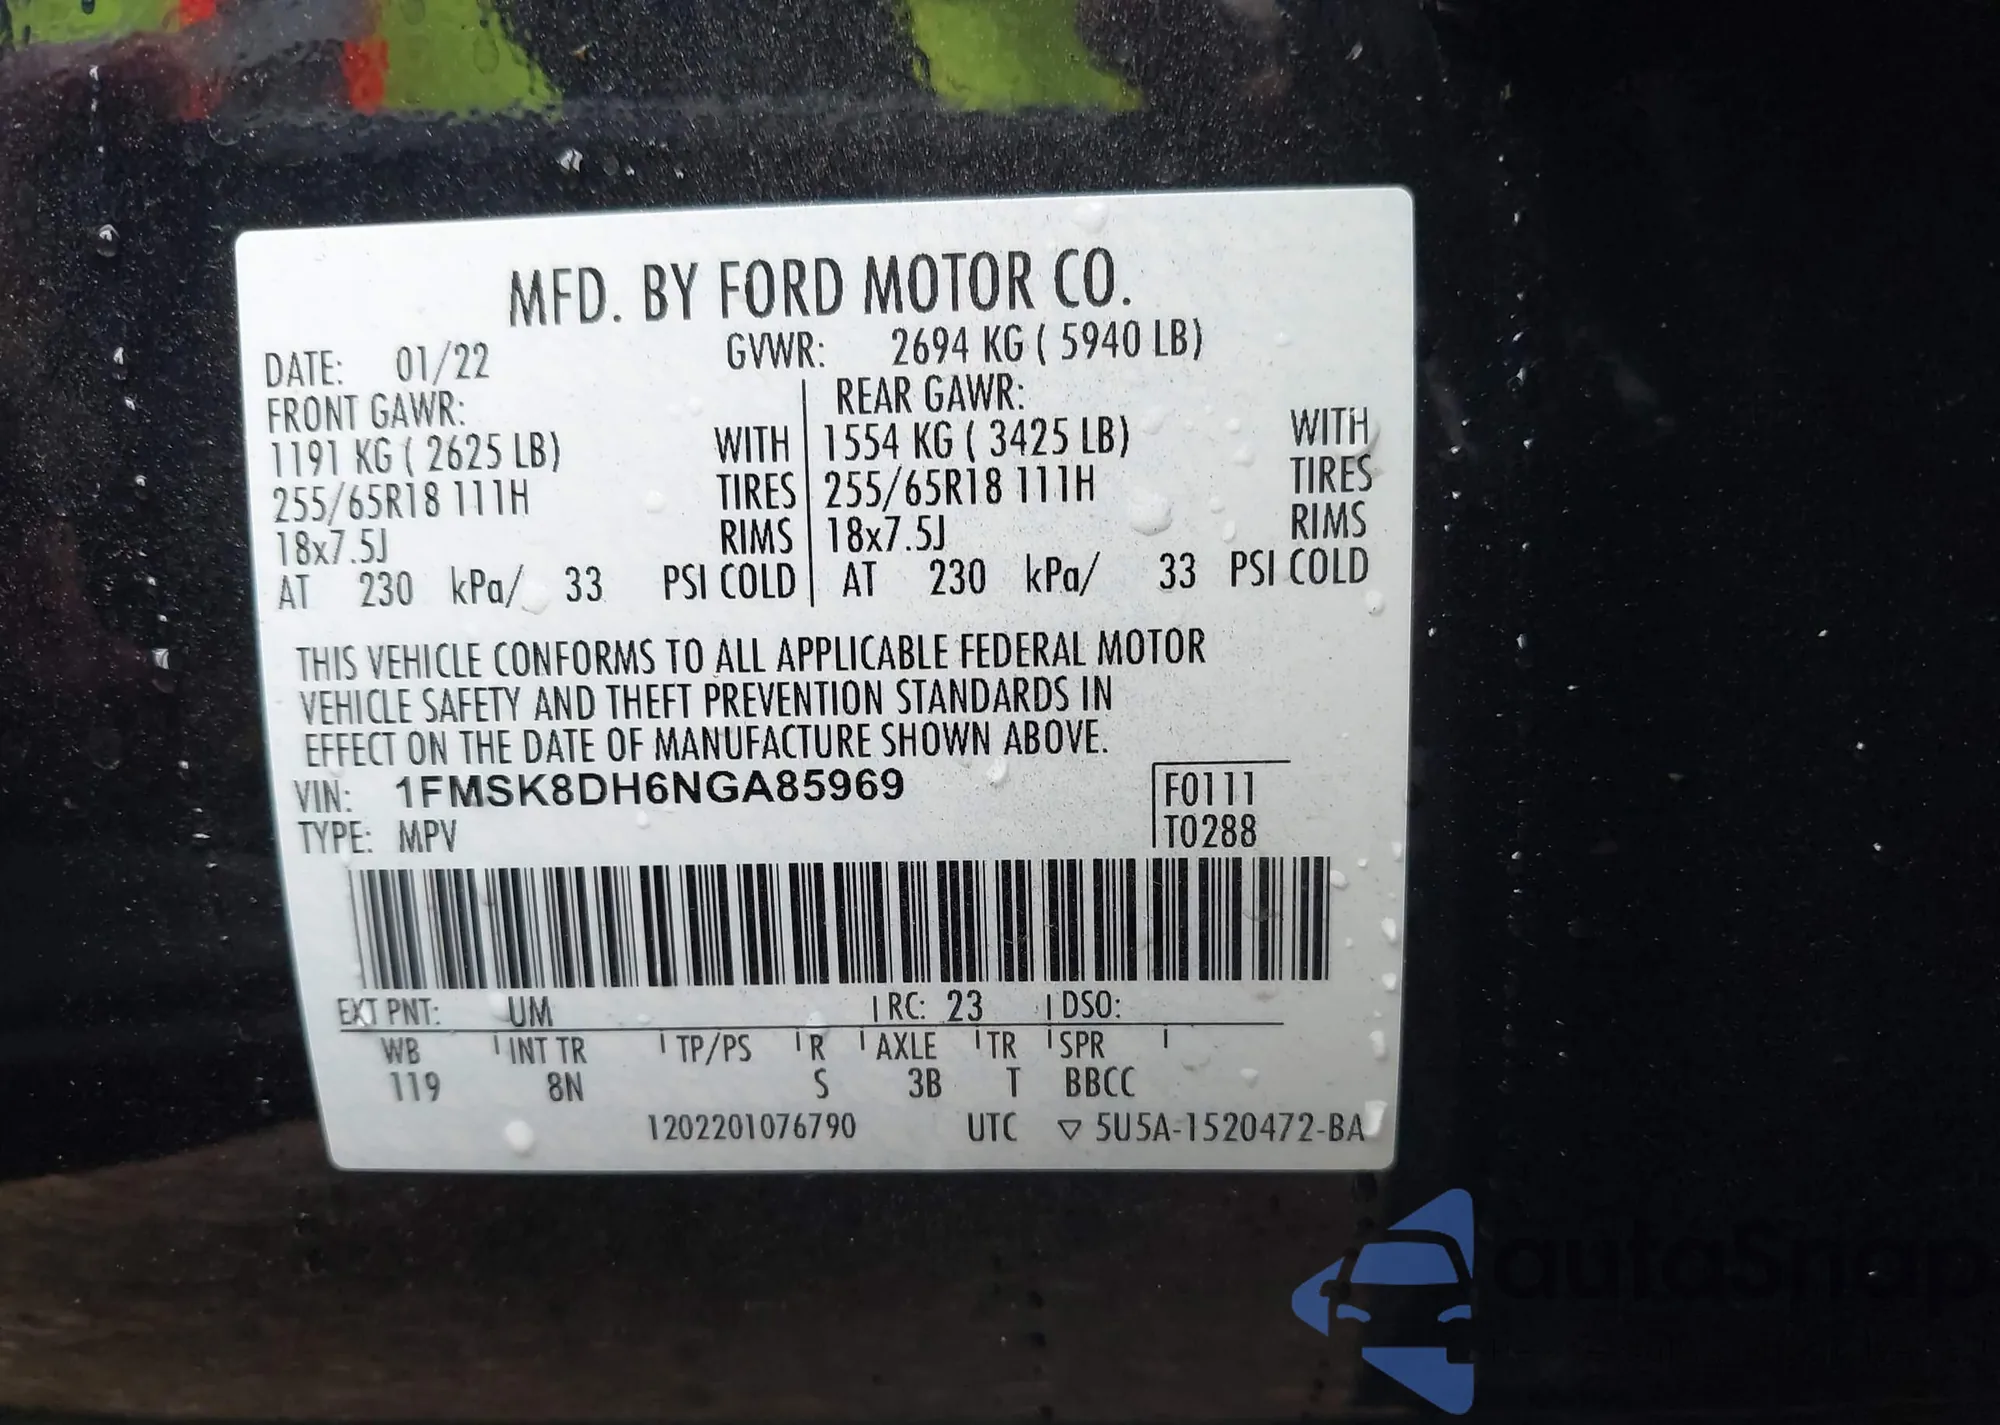 MFD. BY FORD MOTOR CO.
DATE: 01/22 GVWR: 2694 KG ( 5940 LB)
FRONT GAWR: REAR GAWR:
1191 KG ( 2625 LB) WITH 1554 KG ( 3425 LB) WITH
255/65R18 111H TIRES 255/65R18 111H TIRES
18x7.5J RIMS 18x7.5J RIMS
AT 230 kPa/ 33 PSI COLD AT 230 kPa/ 33 PSI COLD
THIS VEHICLE CONFORMS TO ALL APPLICABLE FEDERAL MOTOR
VEHICLE SAFETY AND THEFT PREVENTION STANDARDS IN
EFFECT ON THE DATE OF MANUFACTURE SHOWN ABOVE.
VIN: 1FMSK8DH6NGA85969 F0111
TYPE: MPV T0288
EXT PNT: UM RC: 23 DSO:
WB INT TR TP/PS R AXLE TR SPR
119 8N S 3B T BBCC
1202201076790 UTC ▽ 5U5A-1520472-BA
autoSnap